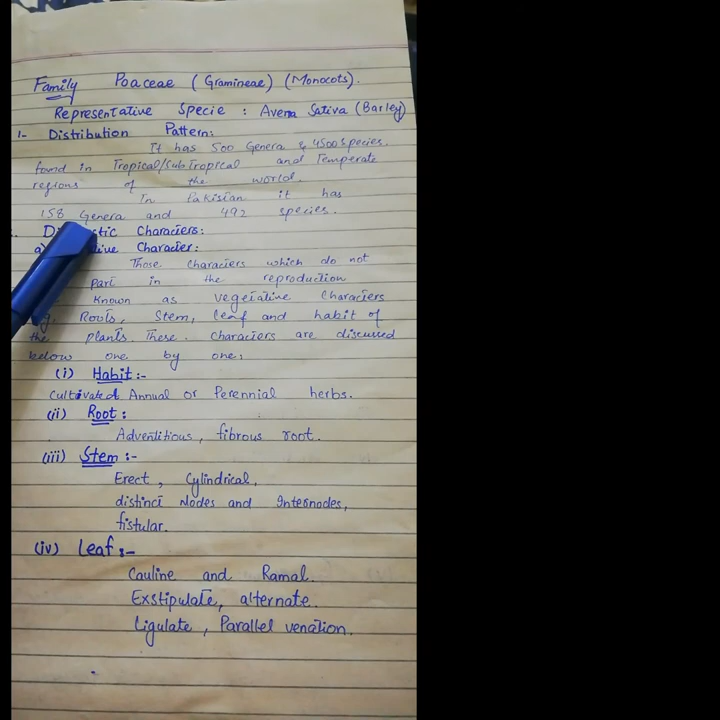 Family Poaceae (Gramineae) (Monocots).
Representative Specie : Avena Sativa (Barley)
1- Distribution Pattern:
It has 500 Genera & 4500 species.
found in Tropical/SubTropical and Temperate
regions of the world.
In Pakistan it has
158 Genera and 492 species.
Characters:
Character:
Those characters which do not
part in the reproduction
known as vegetative characters
Roots, Stem, leaf and habit of
the plants. These. characters are discussed
below one by one,
(i) Habit:-
Cultivated Annual or Perennial herbs.
(ii) Root:
Adventitious, fibrous root.
(iii) Stem:-
Erect, Cylindrical,
distinct Nodes and Internodes,
fistular.
(iv) Leaf:-
Cauline and Ramal.
Exstipulate, alternate.
Ligulate, Parallel venation.